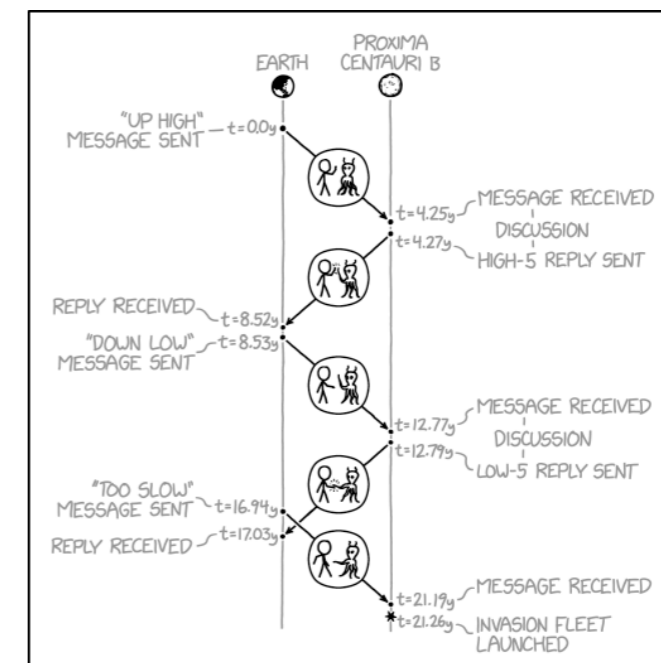 EARTH
PROXIMA
CENTAURI B
"UP HIGH"
MESSAGE SENT
t=0.0y
t=4.25y
MESSAGE RECEIVED
DISCUSSION
t=4.27y
HIGH-5 REPLY SENT
REPLY RECEIVED
t=8.52y
"DOWN LOW"
MESSAGE SENT
t=8.53y
t=12.77y
MESSAGE RECEIVED
DISCUSSION
t=12.79y
LOW-5 REPLY SENT
"TOO SLOW"
MESSAGE SENT
t=16.94y
REPLY RECEIVED
t=17.03y
t=21.19y
MESSAGE RECEIVED
t=21.26y
INVASION FLEET
LAUNCHED